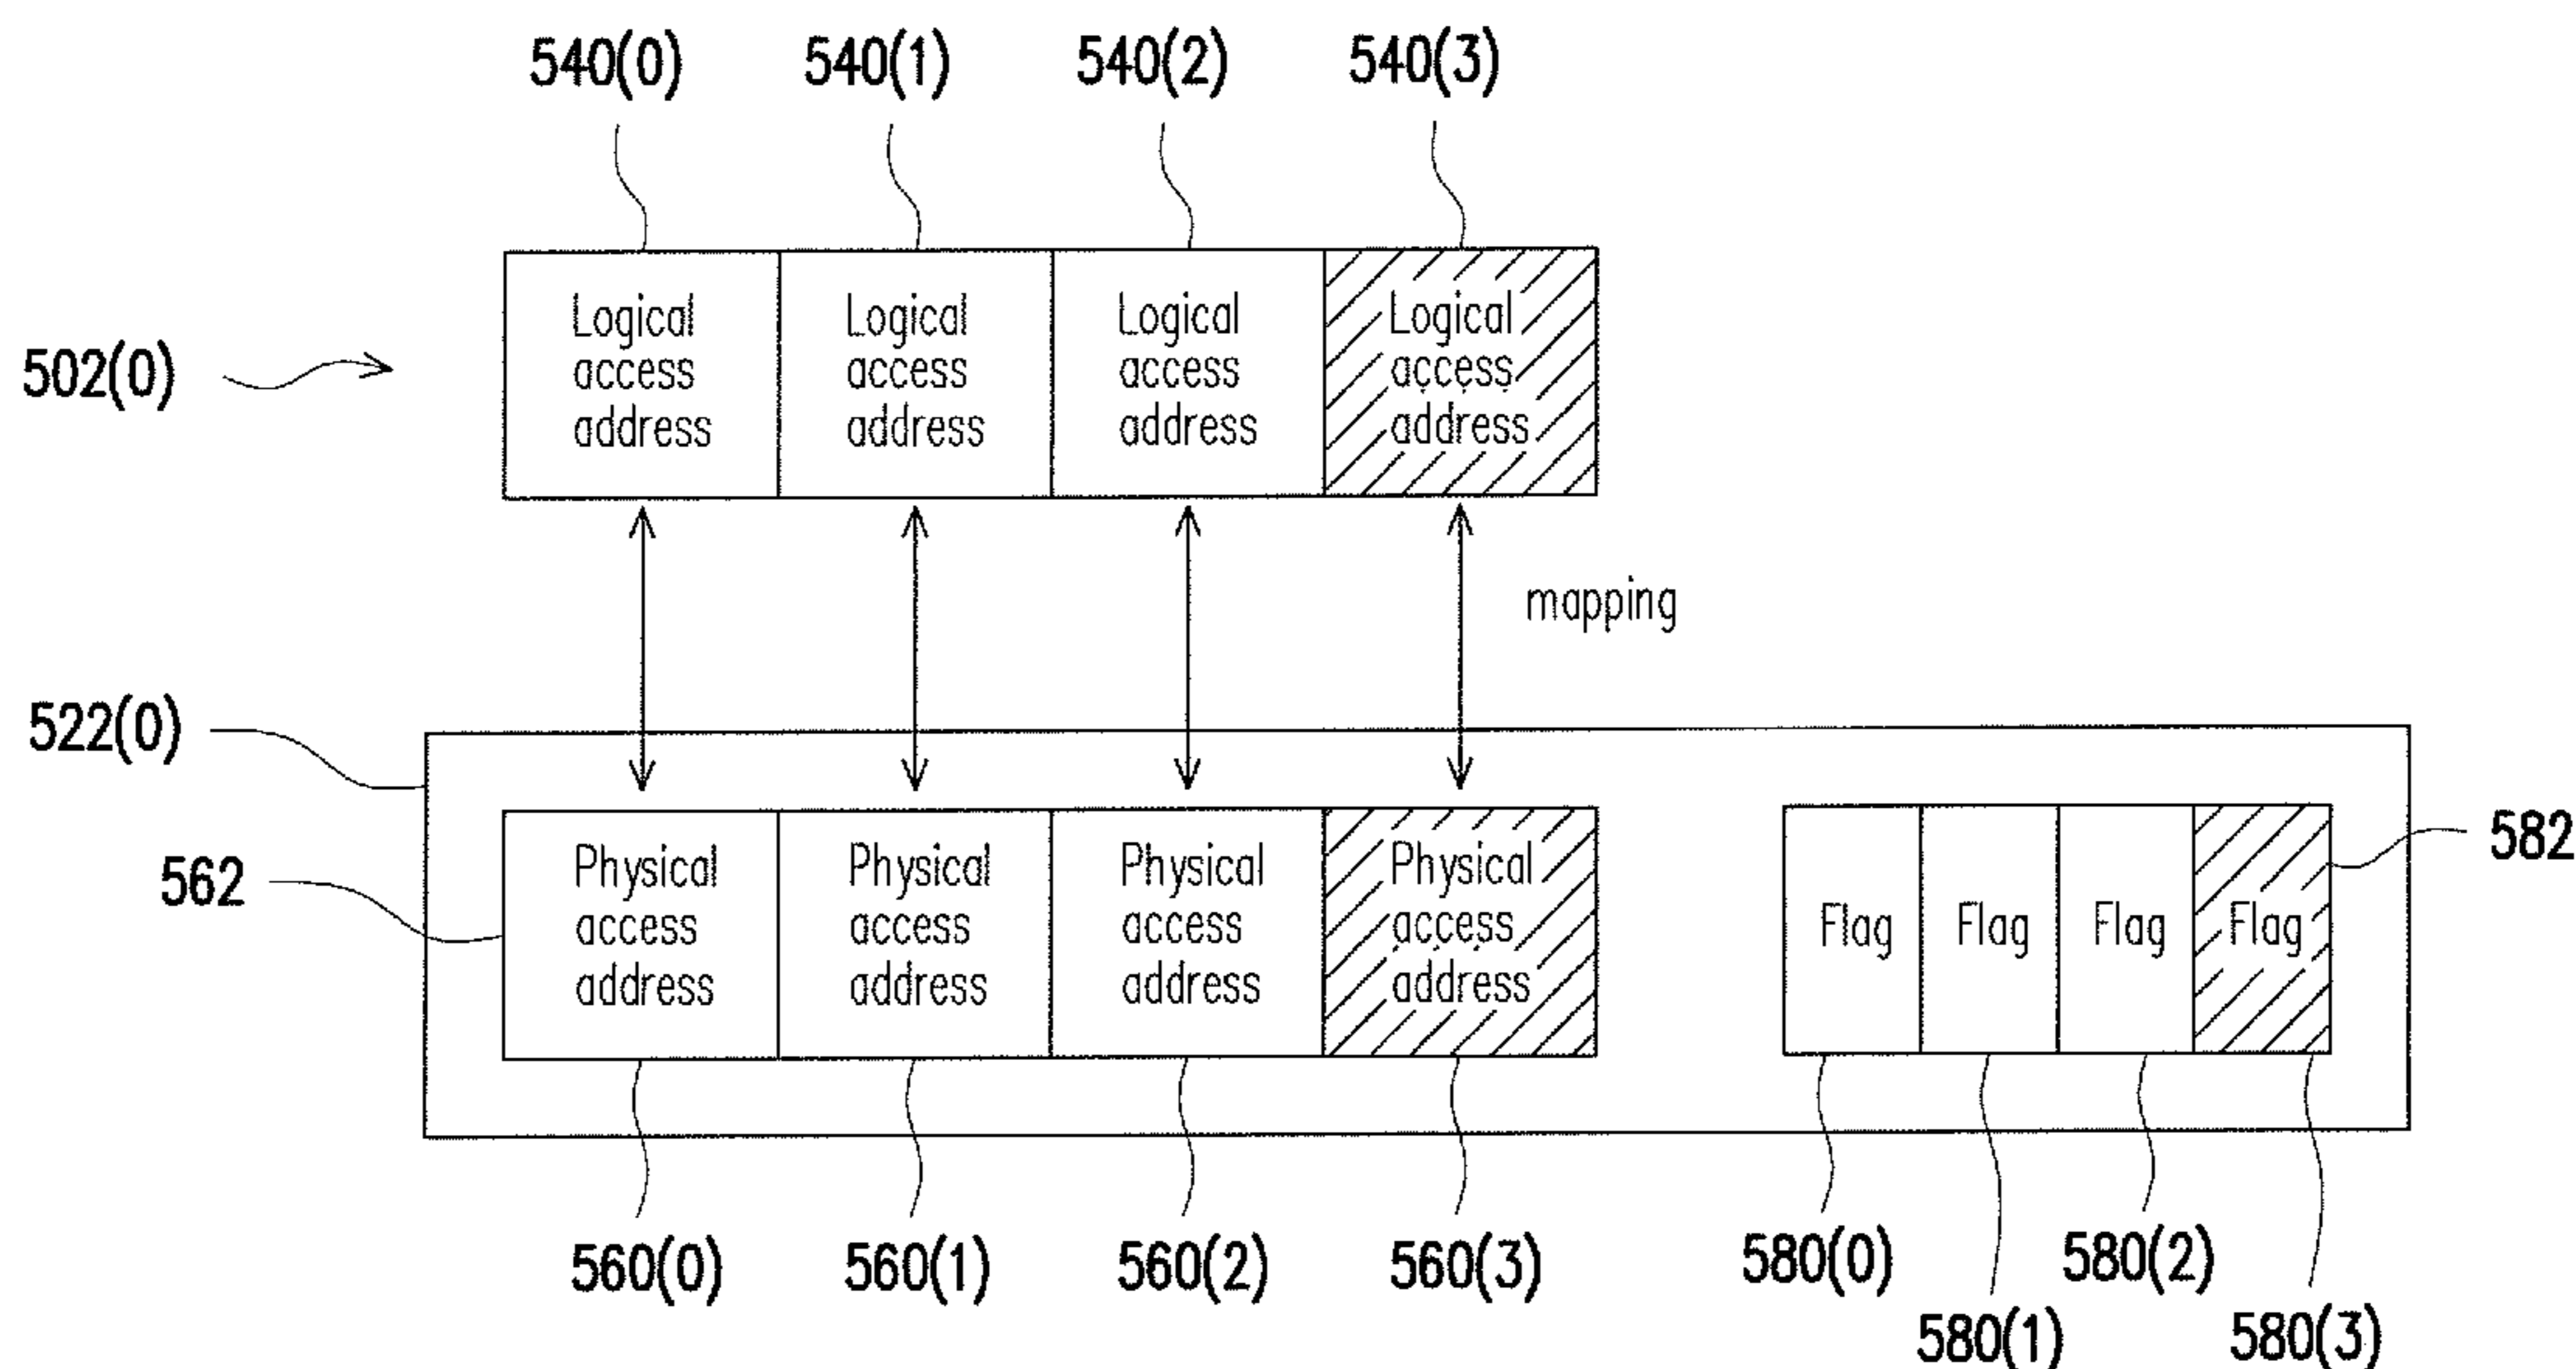 540(0) 540(1) 540(2) 540(3)
502(0)
Logical access address
Logical access address
Logical access address
Logical access address
mapping
522(0)
562
Physical access address
Physical access address
Physical access address
Physical access address
Flag Flag Flag Flag
582
560(0) 560(1) 560(2) 560(3)
580(0) 580(2)
580(1) 580(3)